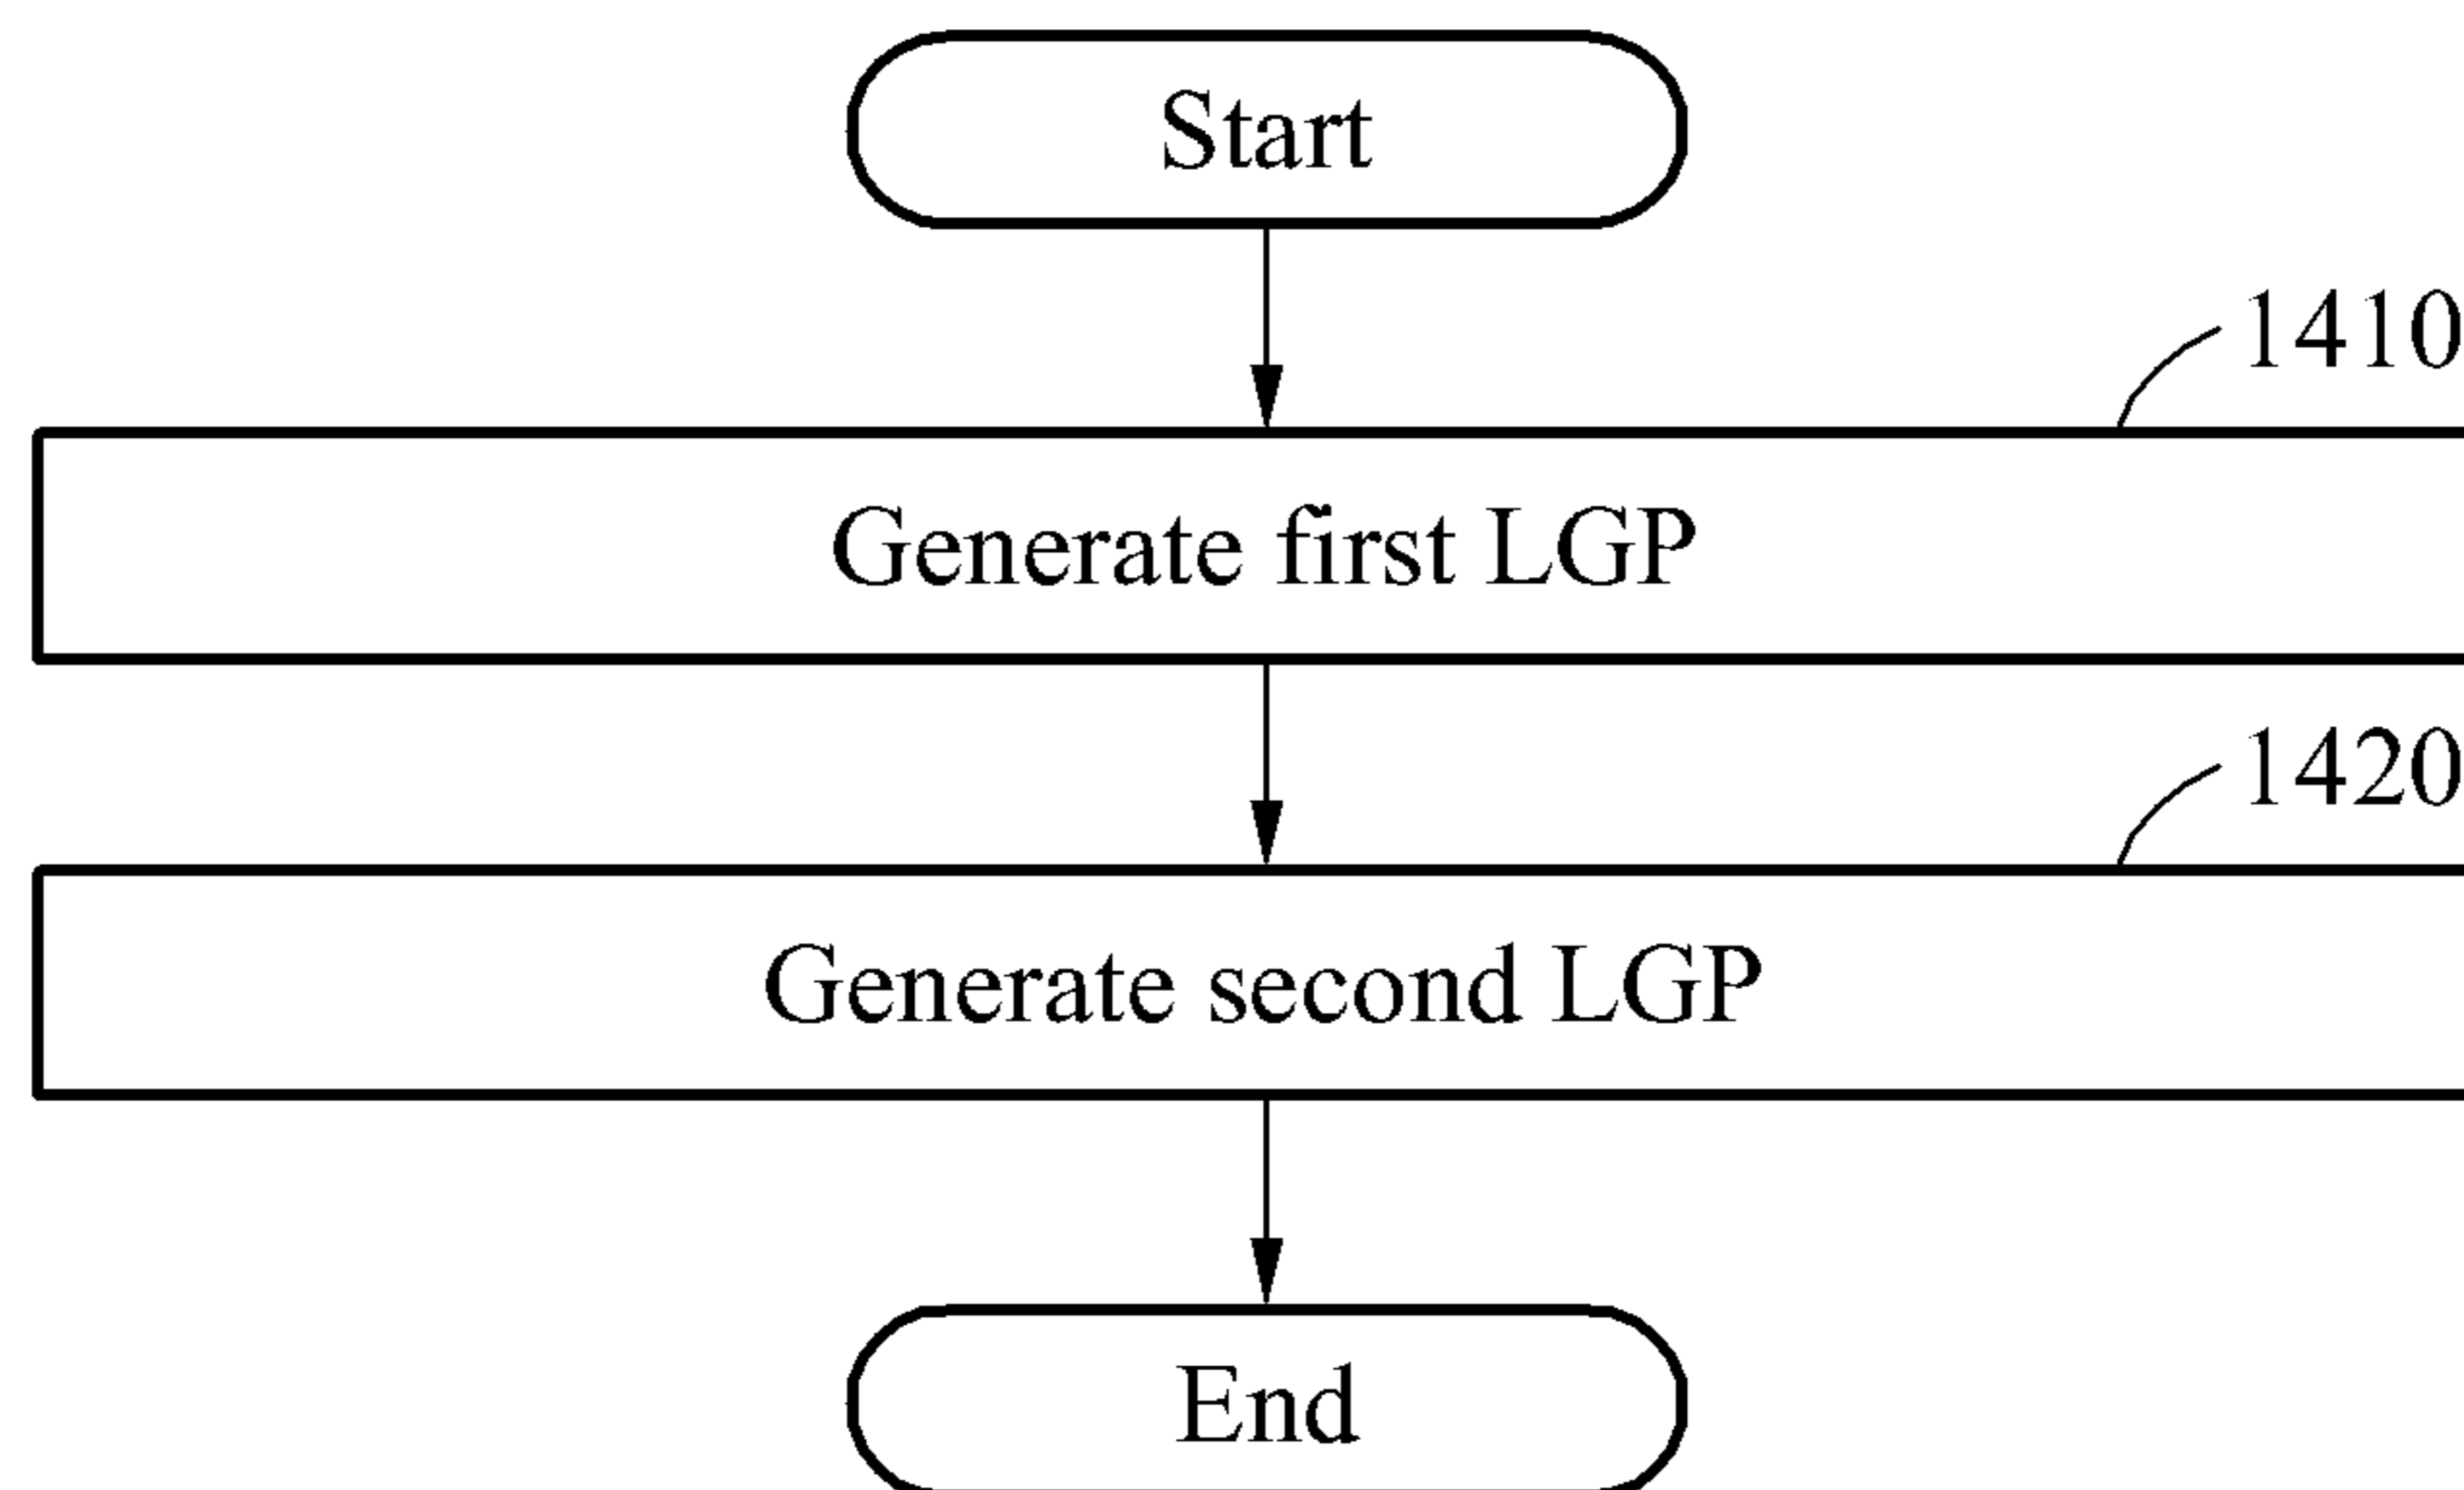 Start
1410
Generate first LGP
1420
Generate second LGP
End